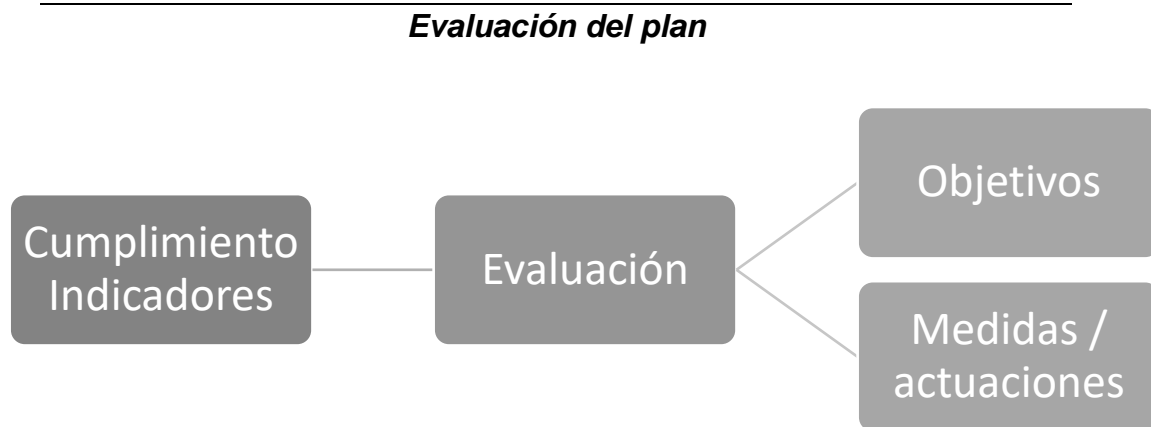 Evaluación del plan
Cumplimiento
Indicadores
Evaluación
Objetivos
Medidas /
actuaciones